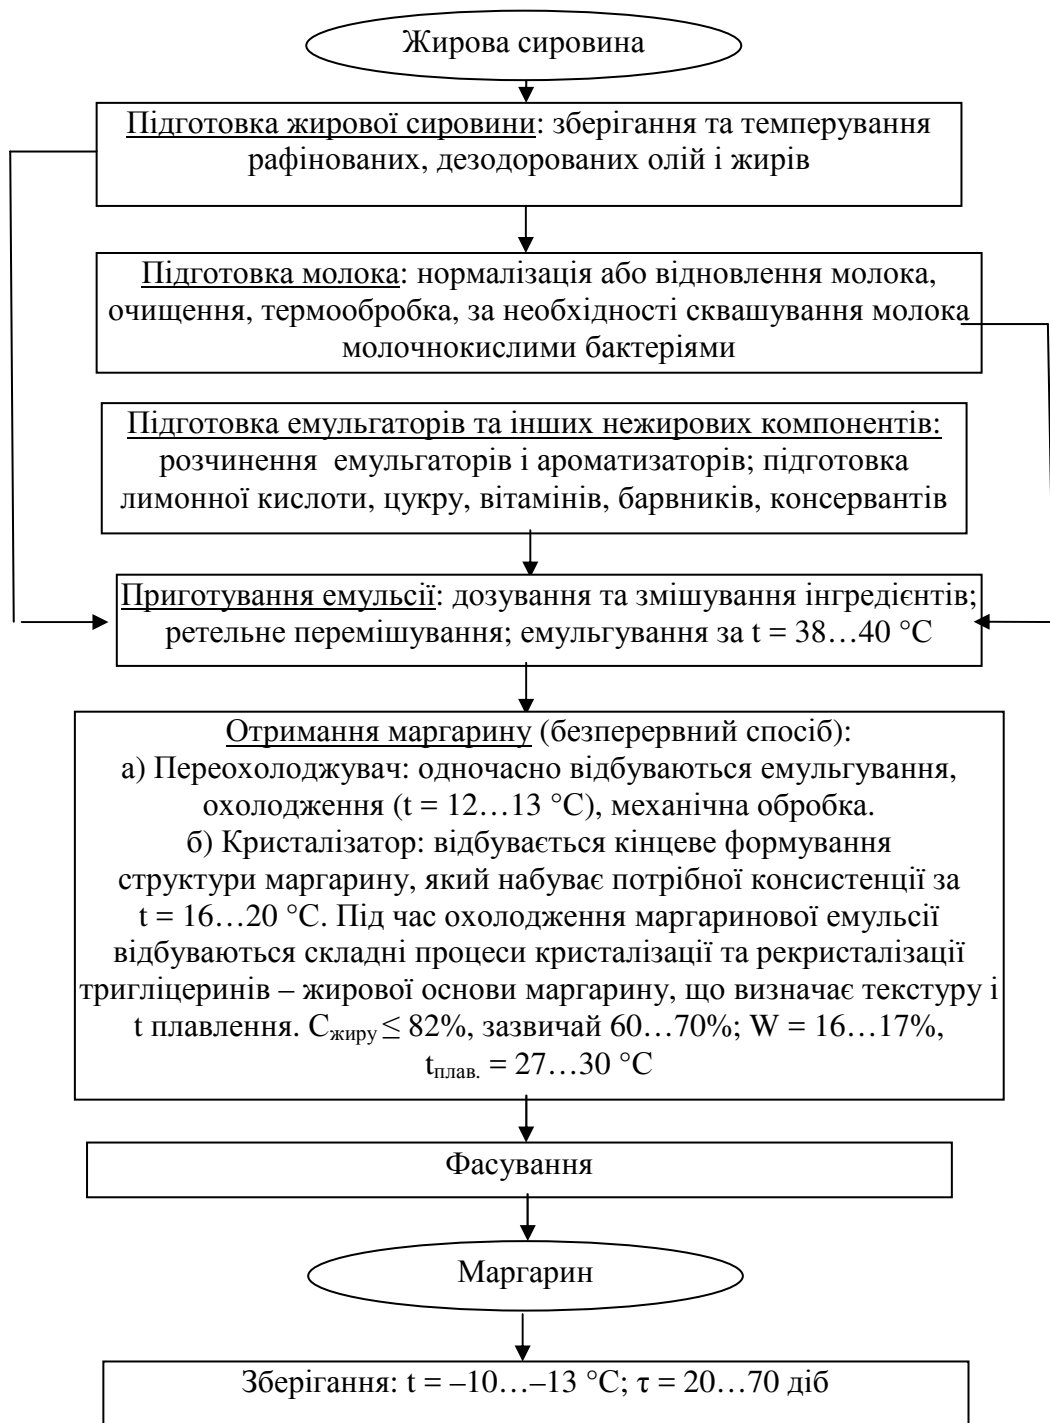 Жирова сировина
Підготовка жирової сировини: зберігання та темперування
рафінованих, дезодорованих олій і жирів
Підготовка молока: нормалізація або відновлення молока,
очищення, термообробка, за необхідності сквашування молока
молочнокислими бактеріями
Підготовка емульгаторів та інших нежирових компонентів:
розчинення емульгаторів і ароматизаторів; підготовка
лимонної кислоти, цукру, вітамінів, барвників, консервантів
Приготування емульсії: дозування та змішування інгредієнтів;
ретельне перемішування; емульгування за t = 38…40 °C
Отримання маргарину (безперервний спосіб):
а) Переохолоджувач: одночасно відбуваються емульгування,
охолодження (t = 12…13 °C), механічна обробка.
б) Кристалізатор: відбувається кінцеве формування
структури маргарину, який набуває потрібної консистенції за
t = 16…20 °C. Під час охолодження маргаринової емульсії
відбуваються складні процеси кристалізації та рекристалізації
тригліцеринів – жирової основи маргарину, що визначає текстуру і
t плавлення. Cжиру ≤ 82%, зазвичай 60…70%; W = 16…17%,
tплав. = 27…30 °C
Фасування
Маргарин
Зберігання: t = –10…–13 °C; τ = 20…70 діб